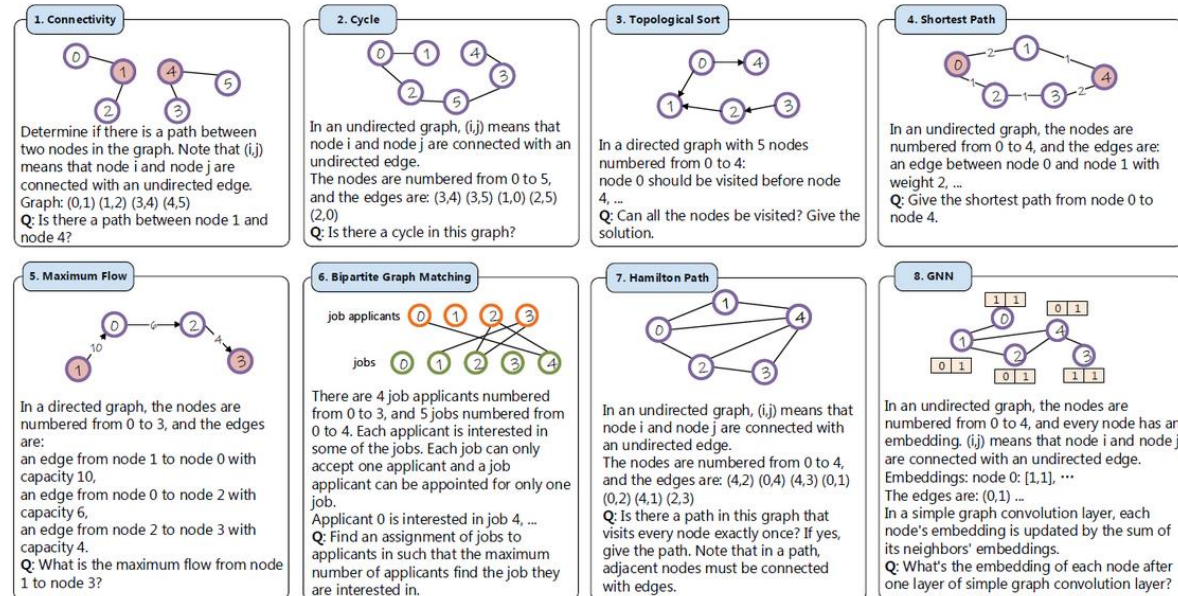 1. Connectivity
0
1
4
5
2
3
Determine if there is a path between
two nodes in the graph. Note that (i,j)
means that node i and node j are
connected with an undirected edge.
Graph: (0,1) (1,2) (3,4) (4,5)
Q: Is there a path between node 1 and
node 4?
2. Cycle
0
1
4
3
2
5
In an undirected graph, (i,j) means that
node i and node j are connected with an
undirected edge.
The nodes are numbered from 0 to 5,
and the edges are: (3,4) (3,5) (1,0) (2,5)
(2,0)
Q: Is there a cycle in this graph?
3. Topological Sort
0
4
1
2
3
In a directed graph with 5 nodes
numbered from 0 to 4:
node 0 should be visited before node
4, ...
Q: Can all the nodes be visited? Give the
solution.
4. Shortest Path
0
2
1
1
4
1
2
1
3
2
In an undirected graph, the nodes are
numbered from 0 to 4, and the edges are:
an edge between node 0 and node 1 with
weight 2, ...
Q: Give the shortest path from node 0 to
node 4.
5. Maximum Flow
0
6
2
10
4
1
3
In a directed graph, the nodes are
numbered from 0 to 3, and the edges
are:
an edge from node 1 to node 0 with
capacity 10,
an edge from node 0 to node 2 with
capacity 6,
an edge from node 2 to node 3 with
capacity 4.
Q: What is the maximum flow from node
1 to node 3?
6. Bipartite Graph Matching
job applicants 0 1 2 3
jobs 0 1 2 3 4
There are 4 job applicants numbered
from 0 to 3, and 5 jobs numbered from
0 to 4. Each applicant is interested in
some of the jobs. Each job can only
accept one applicant and a job
applicant can be appointed for only one
job.
Applicant 0 is interested in job 4, ...
Q: Find an assignment of jobs to
applicants in such that the maximum
number of applicants find the job they
are interested in.
7. Hamilton Path
1
4
0
2
3
In an undirected graph, (i,j) means that
node i and node j are connected with
an undirected edge.
The nodes are numbered from 0 to 4,
and the edges are: (4,2) (0,4) (4,3) (0,1)
(0,2) (4,1) (2,3)
Q: Is there a path in this graph that
visits every node exactly once? If yes,
give the path. Note that in a path,
adjacent nodes must be connected
with edges.
8. GNN
1 1
0
0 1
4
1
2
3
0 1
0 1
1 1
In an undirected graph, the nodes are
numbered from 0 to 4, and every node has an
embedding. (i,j) means that node i and node j
are connected with an undirected edge.
Embeddings: node 0: [1,1], ···
The edges are: (0,1) ...
In a simple graph convolution layer, each
node's embedding is updated by the sum of
its neighbors' embeddings.
Q: What's the embedding of each node after
one layer of simple graph convolution layer?